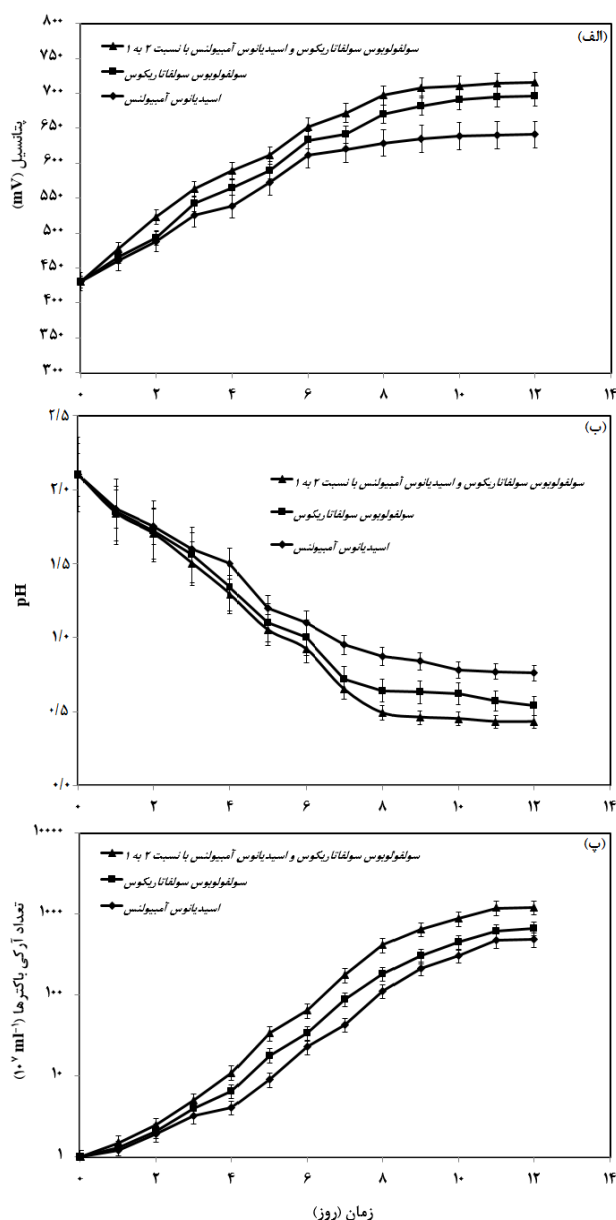 (الف)
سولفولوبوس سولفاتاریکوس و اسیدیانوس آمبیولنس با نسبت ۲ به ۱
سولفولوبوس سولفاتاریکوس
اسیدیانوس آمبیولنس
پتانسیل (mV)
۸۰۰
۷۵۰
۷۰۰
۶۵۰
۶۰۰
۵۵۰
۵۰۰
۴۵۰
۴۰۰
۳۵۰
۳۰۰
۰ ۲ ۴ ۶ ۸ ۱۰ ۱۲ ۱۴
(ب)
سولفولوبوس سولفاتاریکوس و اسیدیانوس آمبیولنس با نسبت ۲ به ۱
سولفولوبوس سولفاتاریکوس
اسیدیانوس آمبیولنس
pH
۲/۵
۲/۰
۱/۵
۱/۰
۰/۵
۰/۰
۰ ۲ ۴ ۶ ۸ ۱۰ ۱۲ ۱۴
(پ)
سولفولوبوس سولفاتاریکوس و اسیدیانوس آمبیولنس با نسبت ۲ به ۱
سولفولوبوس سولفاتاریکوس
اسیدیانوس آمبیولنس
تعداد آرکی باکترها (۱۰^۷ ml⁻¹)
۱۰۰۰۰
۱۰۰۰
۱۰۰
۱۰
۱
۰ ۲ ۴ ۶ ۸ ۱۰ ۱۲ ۱۴
زمان (روز)